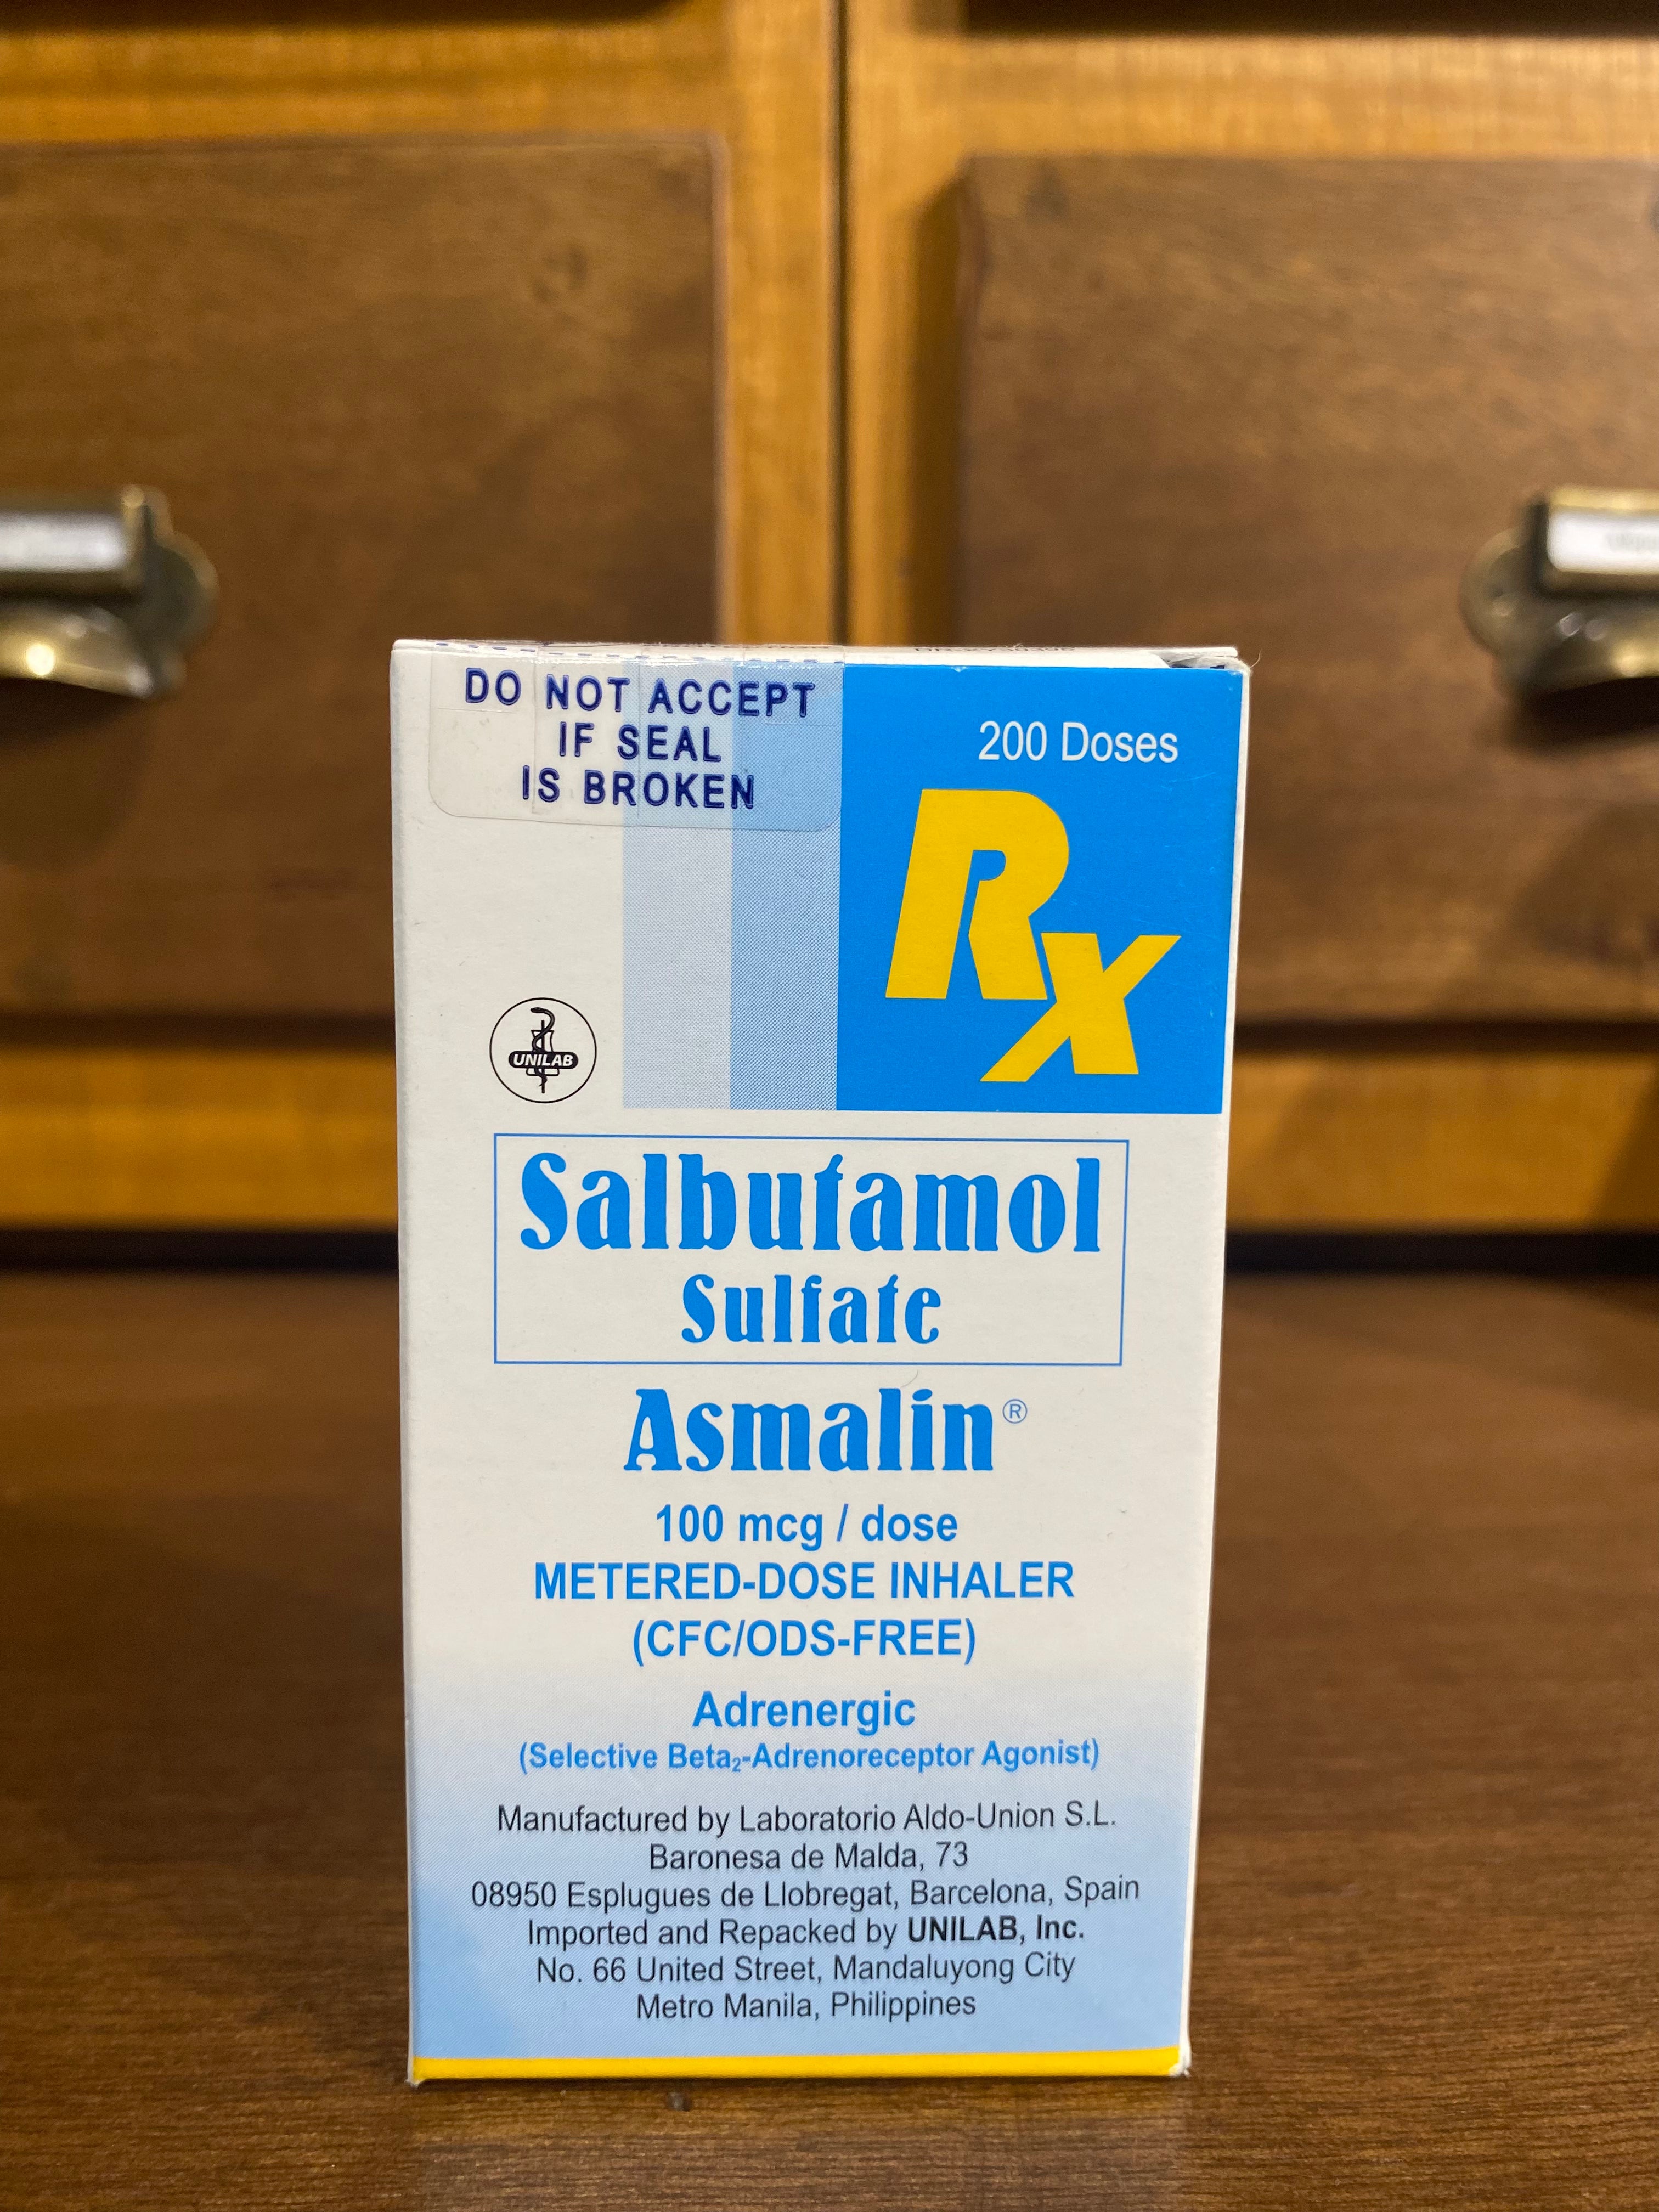 DO NOT ACCEPT
IF SEAL
IS BROKEN
200 Doses
Rx
UNILAB
Salbutamol
Sulfate
Asmalin®
100 mcg / dose
METERED-DOSE INHALER
(CFC/ODS-FREE)
Adrenergic
(Selective Beta₂-Adrenoreceptor Agonist)
Manufactured by Laboratorio Aldo-Union S.L.
Baronesa de Malda, 73
08950 Esplugues de Llobregat, Barcelona, Spain
Imported and Repacked by UNILAB, Inc.
No. 66 United Street, Mandaluyong City
Metro Manila, Philippines